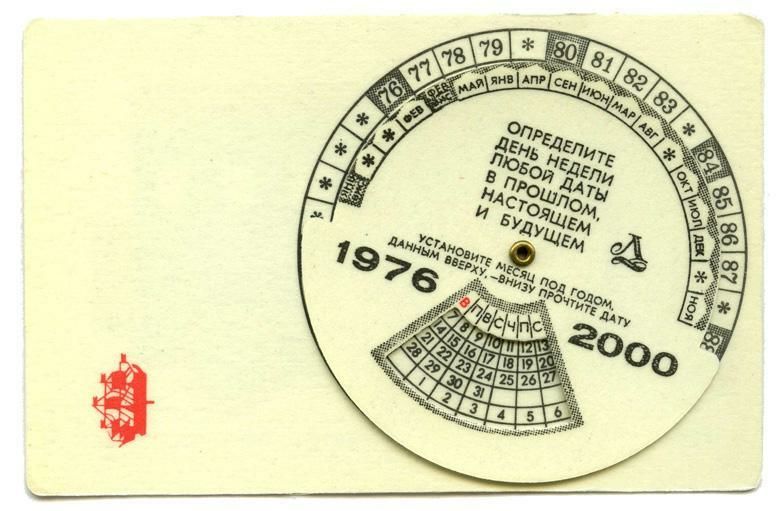 76 77 78 79 * 80 81 82 83 * 84 85 86 87 * 88
* * * *
ФЕВ МАЙ ЯНВ АПР СЕН ИЮН МАР АВГ * ОКТ ИЮЛ ДЕК * НОЯ
* *
ОПРЕДЕЛИТЕ
ДЕНЬ НЕДЕЛИ
ЛЮБОЙ ДАТЫ
В ПРОШЛОМ,
НАСТОЯЩЕМ
И БУДУЩЕМ
УСТАНОВИТЕ МЕСЯЦ ПОД ГОДОМ,
ДАННЫМ ВВЕРХУ,—ВНИЗУ ПРОЧТИТЕ ДАТУ
1976
2000
В П В С Ч П С
7 8 9 10 11 12 13
14 15 16 17 18 19 20
21 22 23 24 25 26 27
28 29 30 31
1 2 3 4 5 6